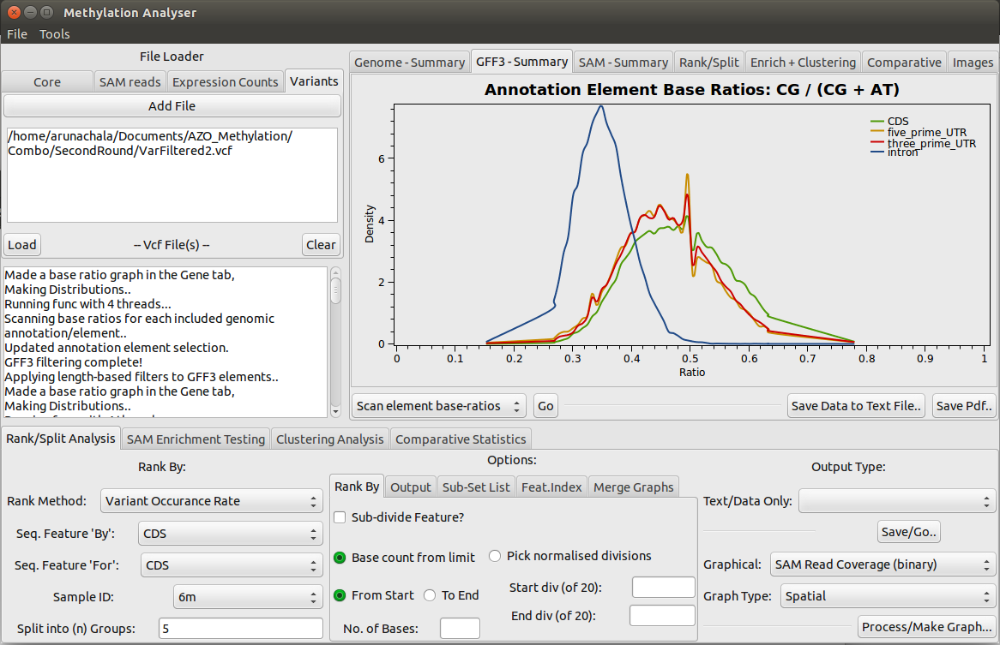 Methylation Analyser
File Tools
File Loader
Core SAM reads Expression Counts Variants
Add File
/home/arunachala/Documents/AZO_Methylation/
Combo/SecondRound/VarFiltered2.vcf
Load -- Vcf File(s) -- Clear
Made a base ratio graph in the Gene tab,
Making Distributions..
Running func with 4 threads...
Scanning base ratios for each included genomic
annotation/element..
Updated annotation element selection.
GFF3 filtering complete!
Applying length-based filters to GFF3 elements..
Made a base ratio graph in the Gene tab,
Making Distributions..
Genome - Summary GFF3 - Summary SAM - Summary Rank/Split Enrich + Clustering Comparative Images
Annotation Element Base Ratios: CG / (CG + AT)
CDS
five_prime_UTR
three_prime_UTR
intron
Density
6
4
2
0
0 0.1 0.2 0.3 0.4 0.5 0.6 0.7 0.8 0.9 1
Ratio
Scan element base-ratios Go Save Data to Text File.. Save Pdf..
Rank/Split Analysis SAM Enrichment Testing Clustering Analysis Comparative Statistics
Rank By:
Rank Method: Variant Occurance Rate
Seq. Feature 'By': CDS
Seq. Feature 'For': CDS
Sample ID: 6m
Split into (n) Groups: 5
Options:
Rank By Output Sub-Set List Feat.Index Merge Graphs
Sub-divide Feature?
Base count from limit Pick normalised divisions
From Start To End Start div (of 20):
No. of Bases: End div (of 20):
Output Type:
Text/Data Only:
Save/Go..
Graphical: SAM Read Coverage (binary)
Graph Type: Spatial
Process/Make Graph...